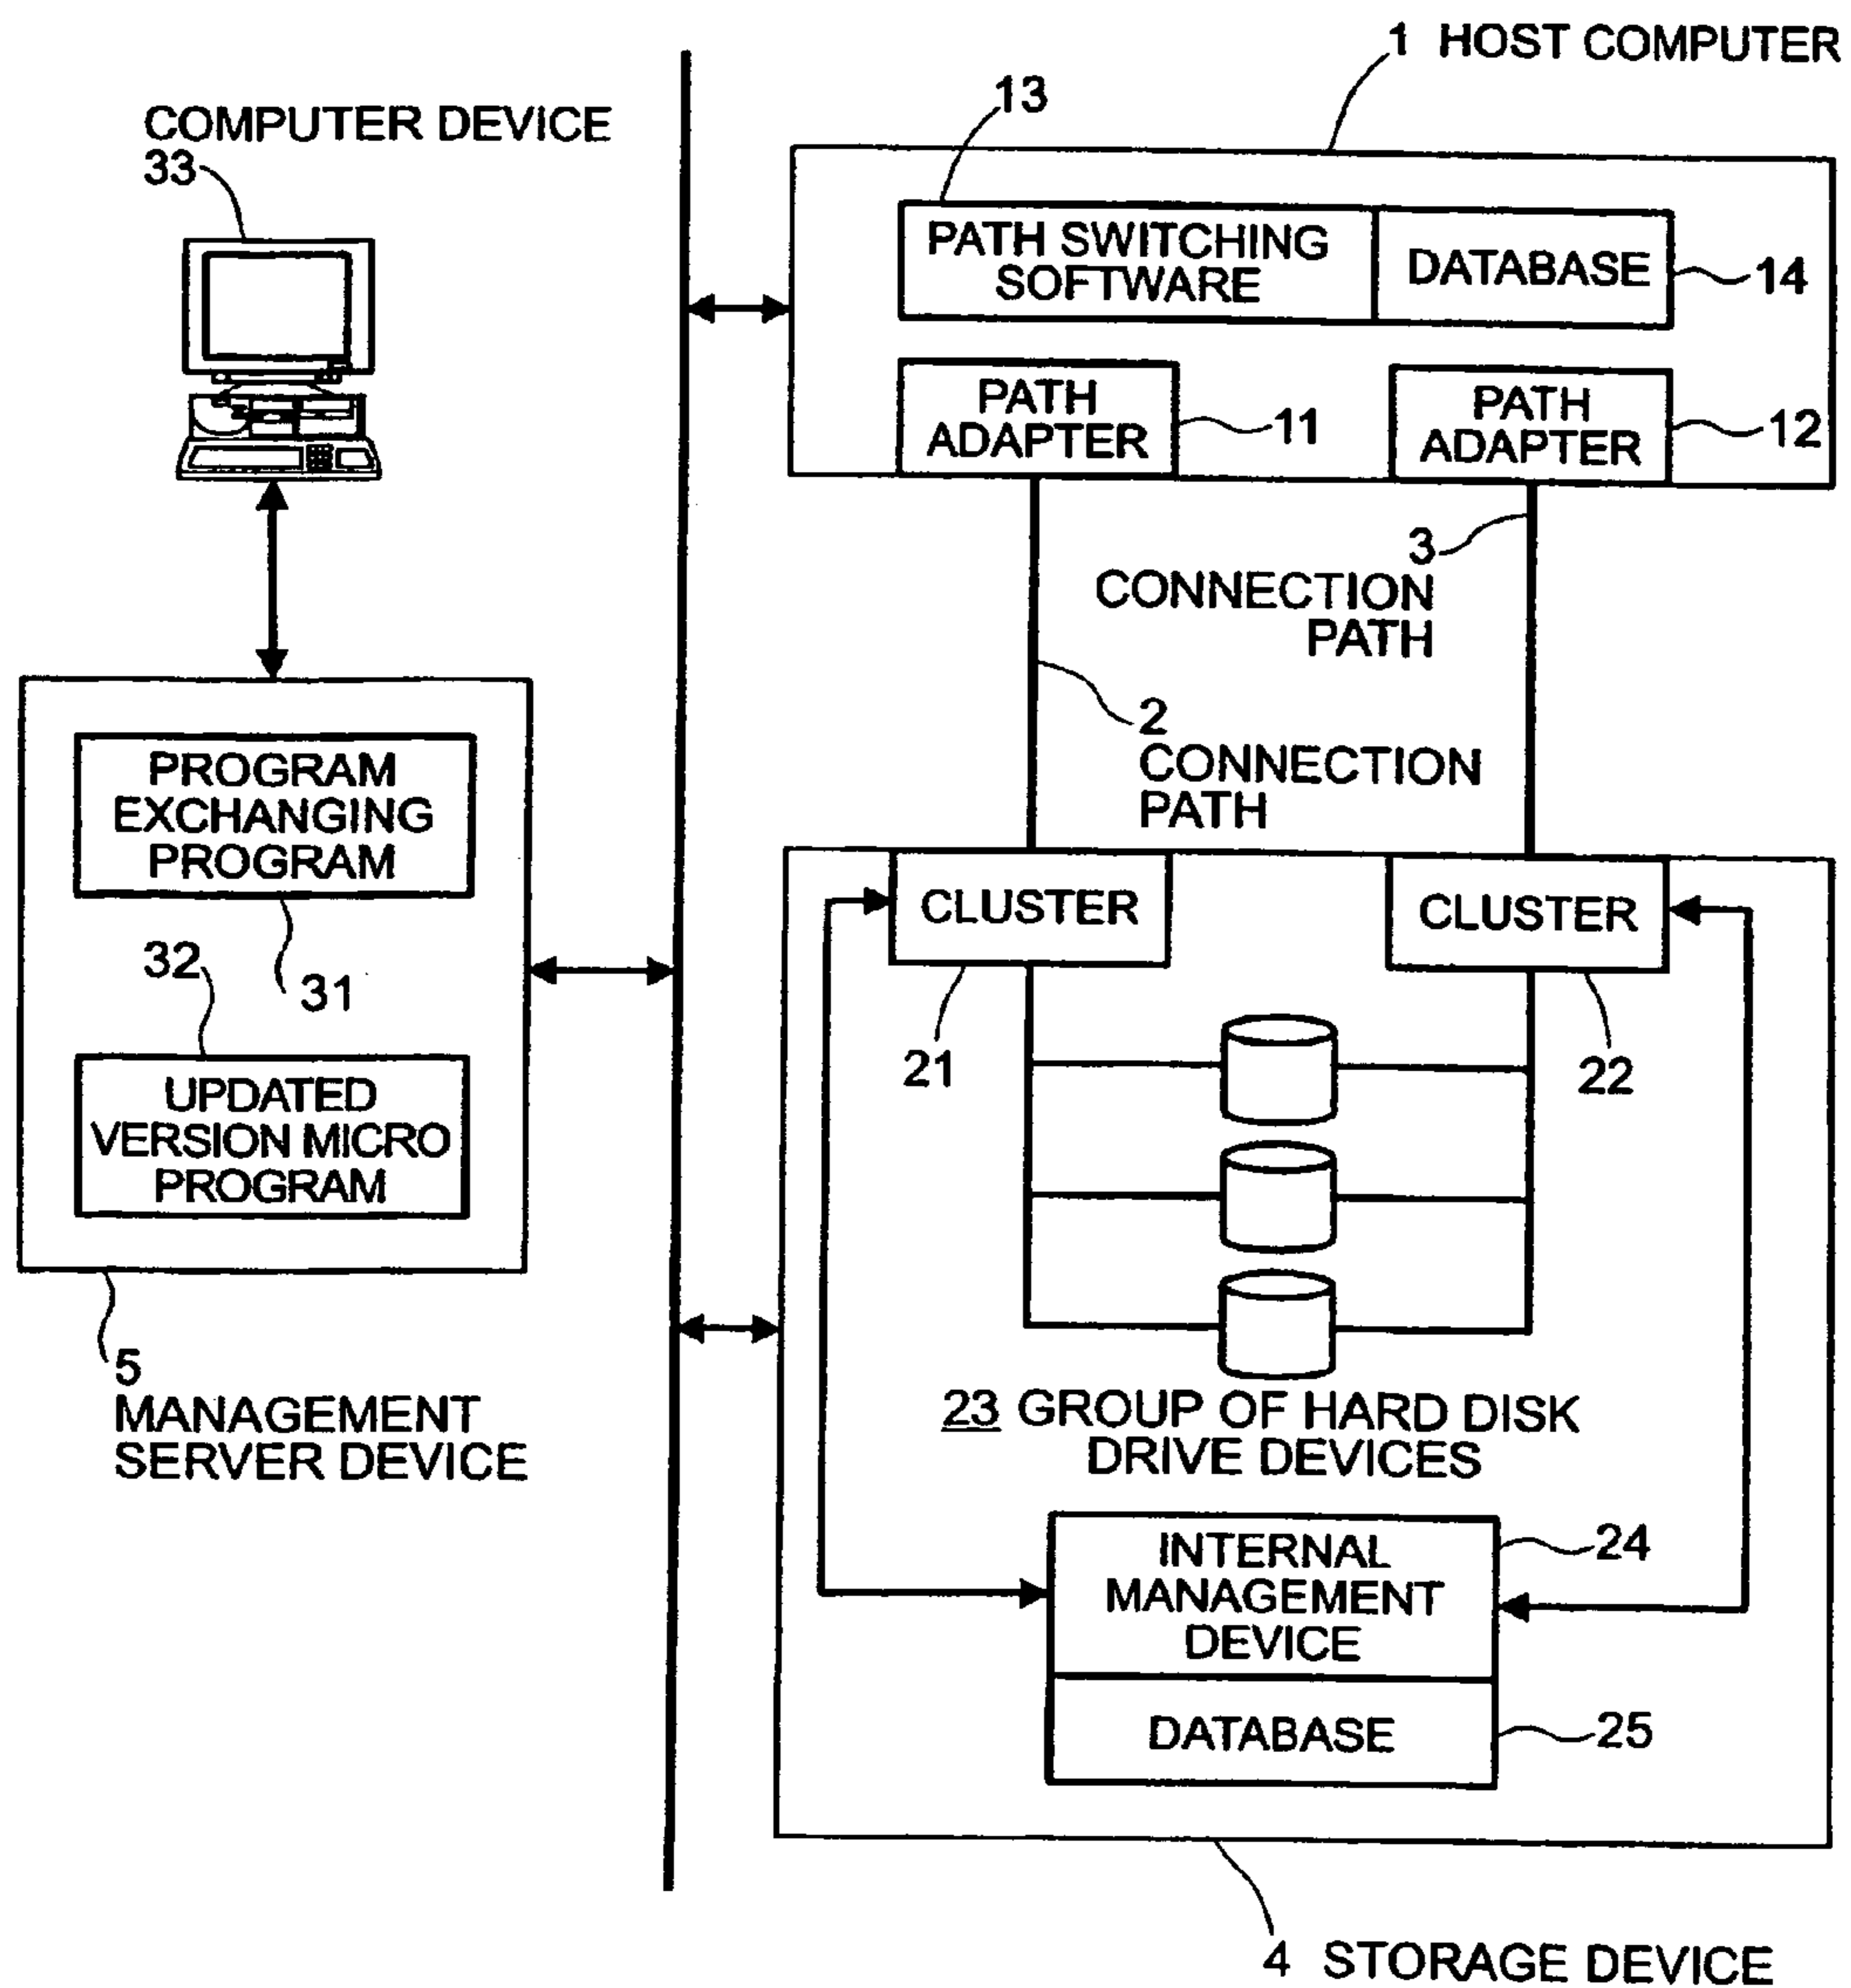 1 HOST COMPUTER
13
COMPUTER DEVICE
33
PATH SWITCHING
SOFTWARE
DATABASE
14
PATH
ADAPTER
11
PATH
ADAPTER
12
3
CONNECTION
PATH
2
CONNECTION
PATH
PROGRAM
EXCHANGING
PROGRAM
31
32
UPDATED
VERSION MICRO
PROGRAM
5
MANAGEMENT
SERVER DEVICE
CLUSTER
21
CLUSTER
22
23 GROUP OF HARD DISK
DRIVE DEVICES
INTERNAL
MANAGEMENT
DEVICE
24
DATABASE
25
4 STORAGE DEVICE